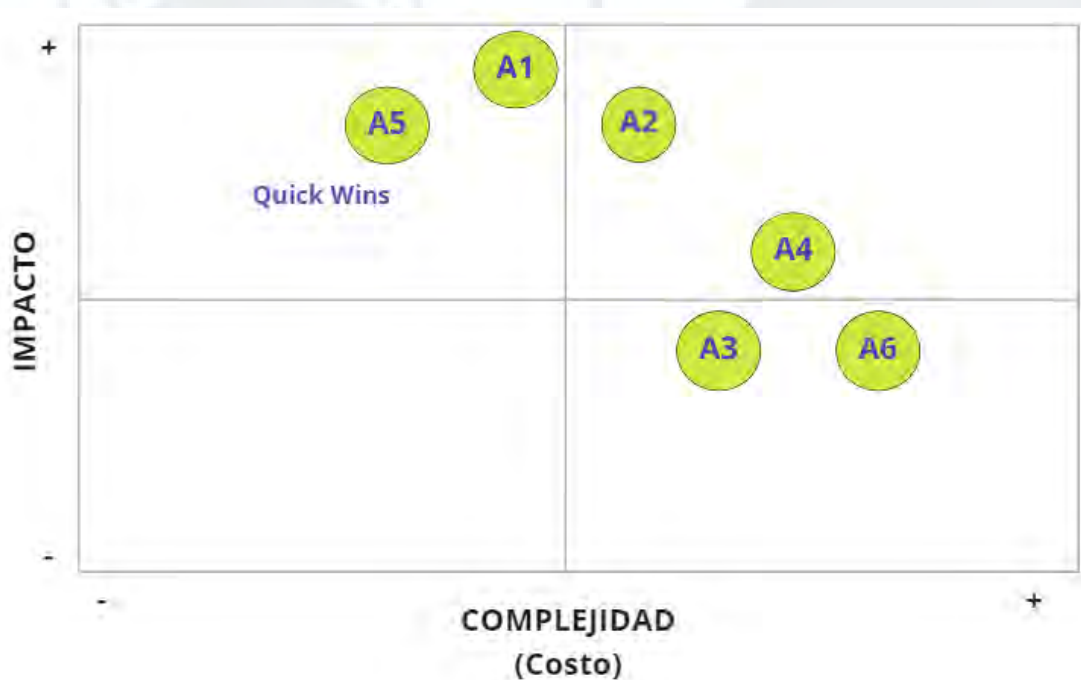 +
A1
A5
A2
Quick Wins
A4
IMPACTO
A3
A6
-
-
+
COMPLEJIDAD
(Costo)